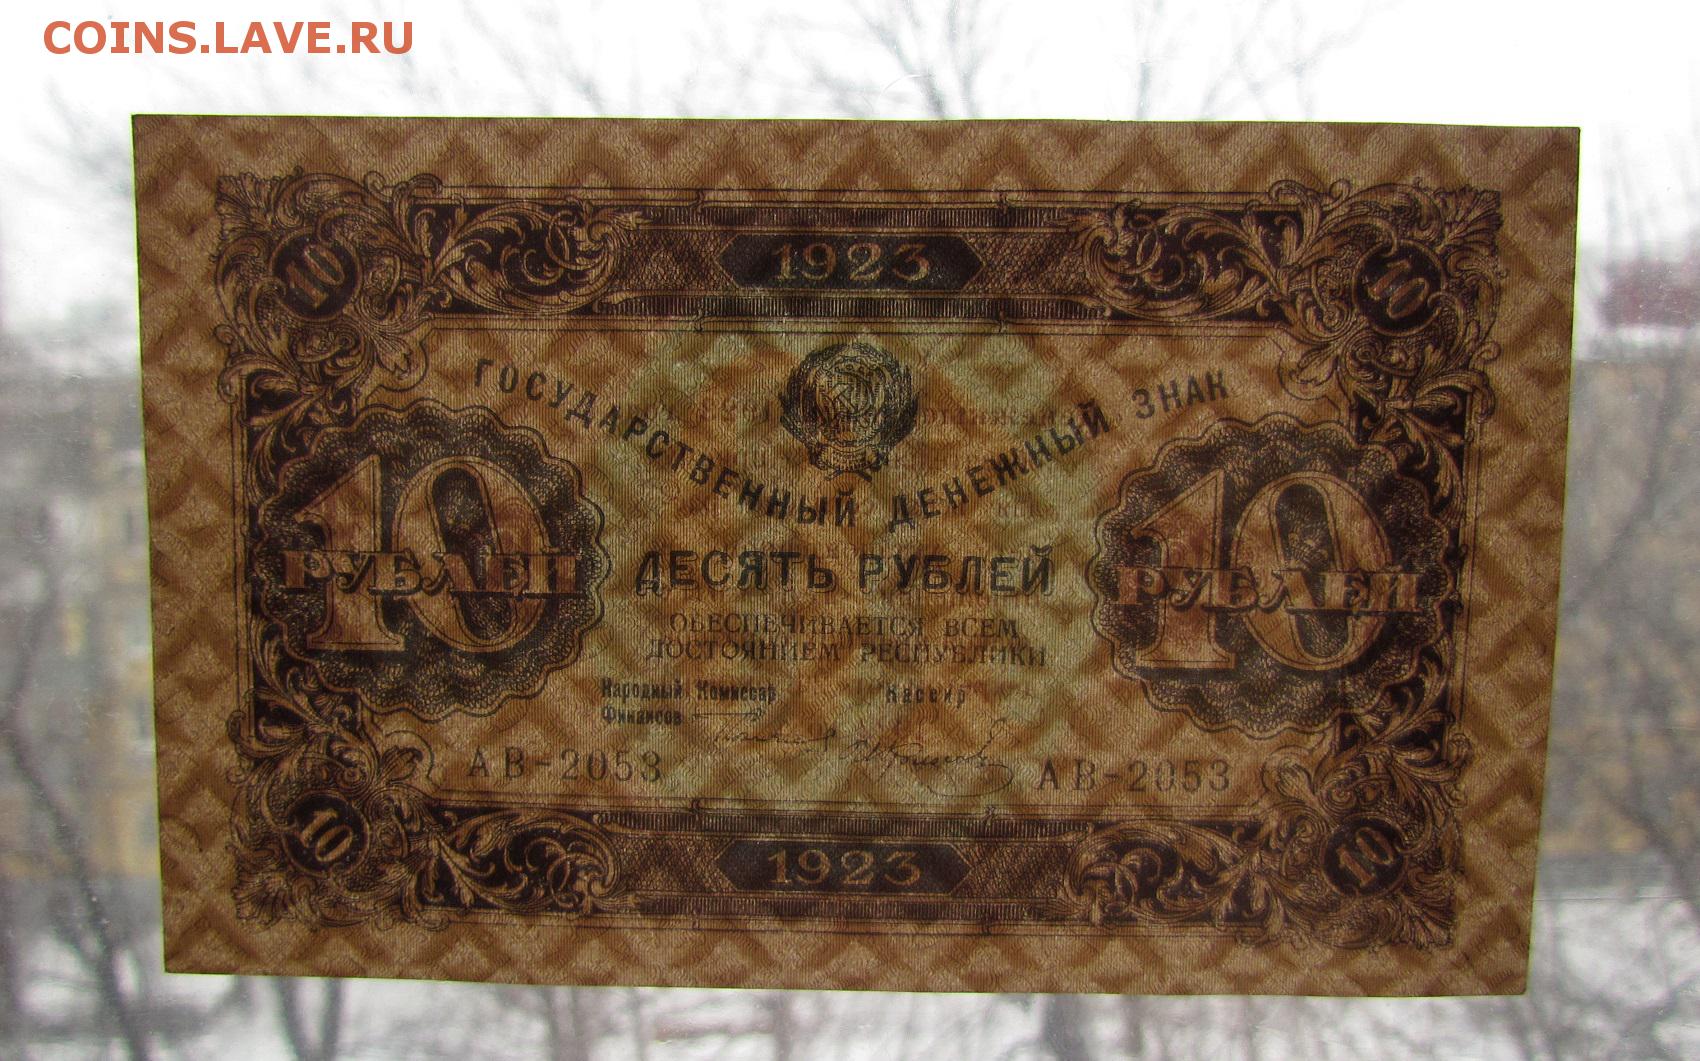 COINS.LAVE.RU
1923
10 10
ГОСУДАРСТВЕННЫЙ ДЕНЕЖНЫЙ ЗНАК
10 РУБЛЕЙ
10 РУБЛЕЙ
ДЕСЯТЬ РУБЛЕЙ
ОБЕСПЕЧИВАЕТСЯ ВСЕМ
ДОСТОЯНИЕМ РЕСПУБЛИКИ
Народный Комиссар
Финансов
Кассир
АВ-2053 АВ-2053
10 10
1923